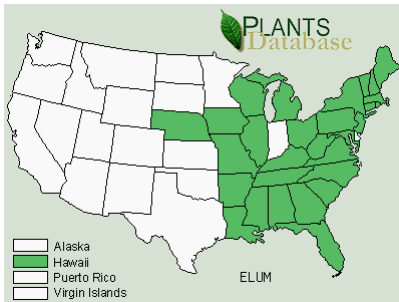 PLANTS
Database
Alaska
Hawaii
Puerto Rico
Virgin Islands
ELUM